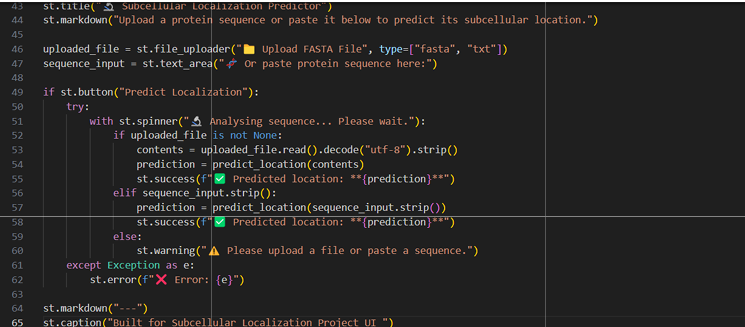 43 st.title("🔬 Subcellular Localization Predictor")
44 st.markdown("Upload a protein sequence or paste it below to predict its subcellular location.")
45
46 uploaded_file = st.file_uploader("📁 Upload FASTA File", type=["fasta", "txt"])
47 sequence_input = st.text_area("🧬 Or paste protein sequence here:")
48
49 if st.button("Predict Localization"):
50     try:
51         with st.spinner("🔬 Analysing sequence... Please wait."):
52             if uploaded_file is not None:
53                 contents = uploaded_file.read().decode("utf-8").strip()
54                 prediction = predict_location(contents)
55                 st.success(f"✅ Predicted location: **{prediction}**")
56             elif sequence_input.strip():
57                 prediction = predict_location(sequence_input.strip())
58                 st.success(f"✅ Predicted location: **{prediction}**")
59             else:
60                 st.warning("⚠️ Please upload a file or paste a sequence.")
61     except Exception as e:
62         st.error(f"❌ Error: {e}")
63
64 st.markdown("---")
65 st.caption("Built for Subcellular Localization Project UI ")